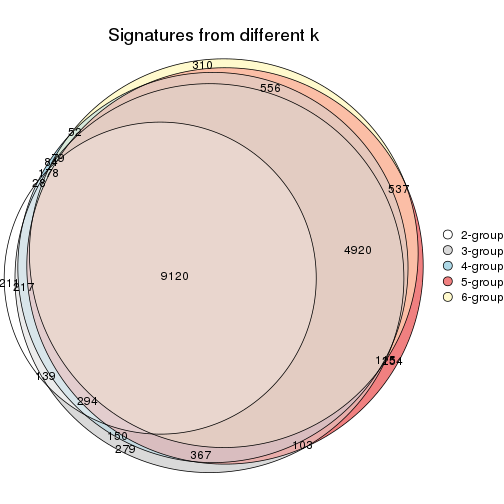 Signatures from different k
310
556
52
79
84
178
28
537
4920
9120
217
139
294
150
279
367
103
2-group
3-group
4-group
5-group
6-group